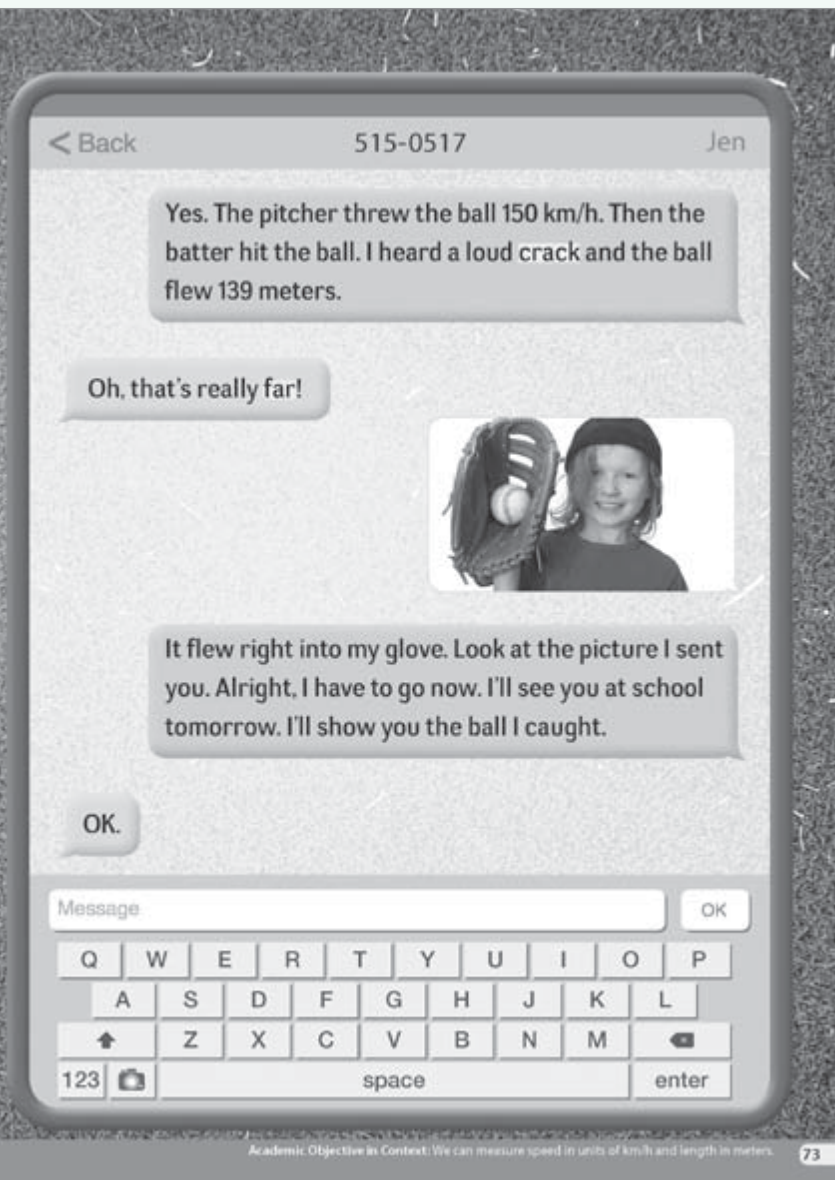 < Back 515-0517 Jen
Yes. The pitcher threw the ball 150 km/h. Then the
batter hit the ball. I heard a loud crack and the ball
flew 139 meters.
Oh, that's really far!
It flew right into my glove. Look at the picture I sent
you. Alright, I have to go now. I'll see you at school
tomorrow. I'll show you the ball I caught.
OK.
Message OK
Q W E R T Y U I O P
A S D F G H J K L
Z X C V B N M
123 space enter
Academic Objective in Context: We can measure speed in units of km/h and length in meters. 73